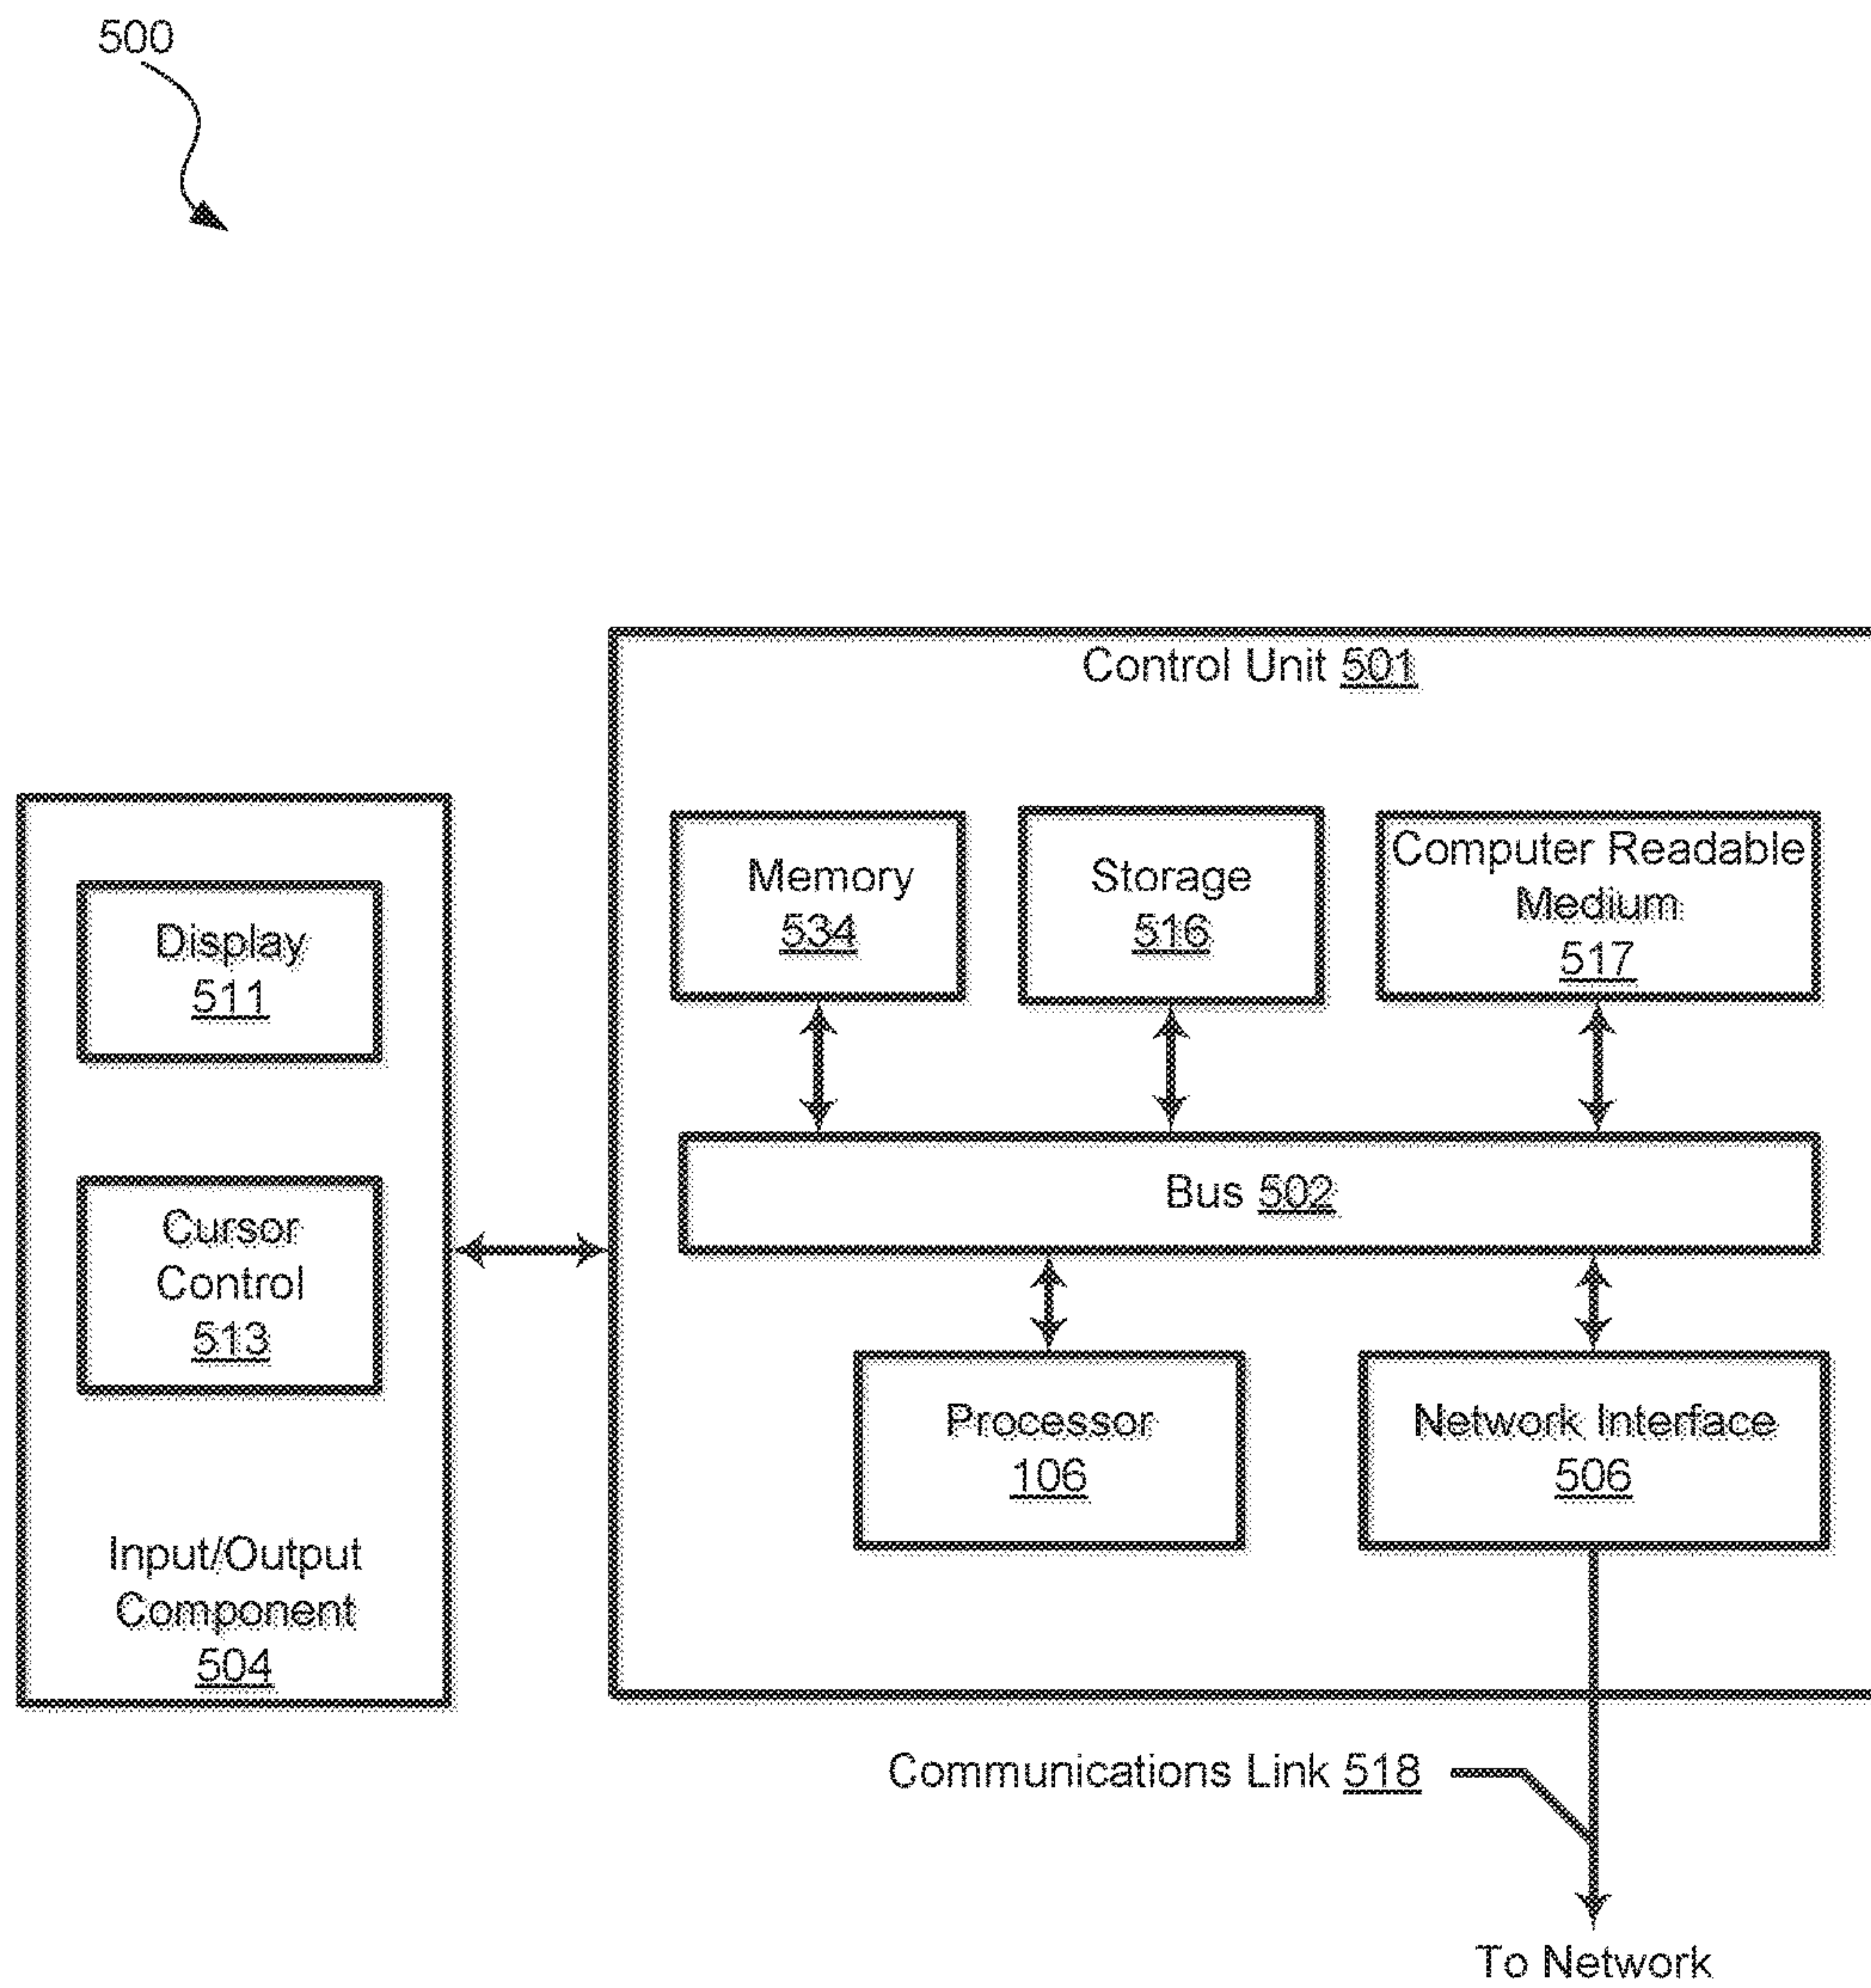 500
Control Unit 501
Memory
534
Storage
516
Computer Readable
Medium
517
Display
511
Bus 502
Cursor
Control
513
Processor
106
Network Interface
506
Input/Output
Component
504
Communications Link 518
To Network